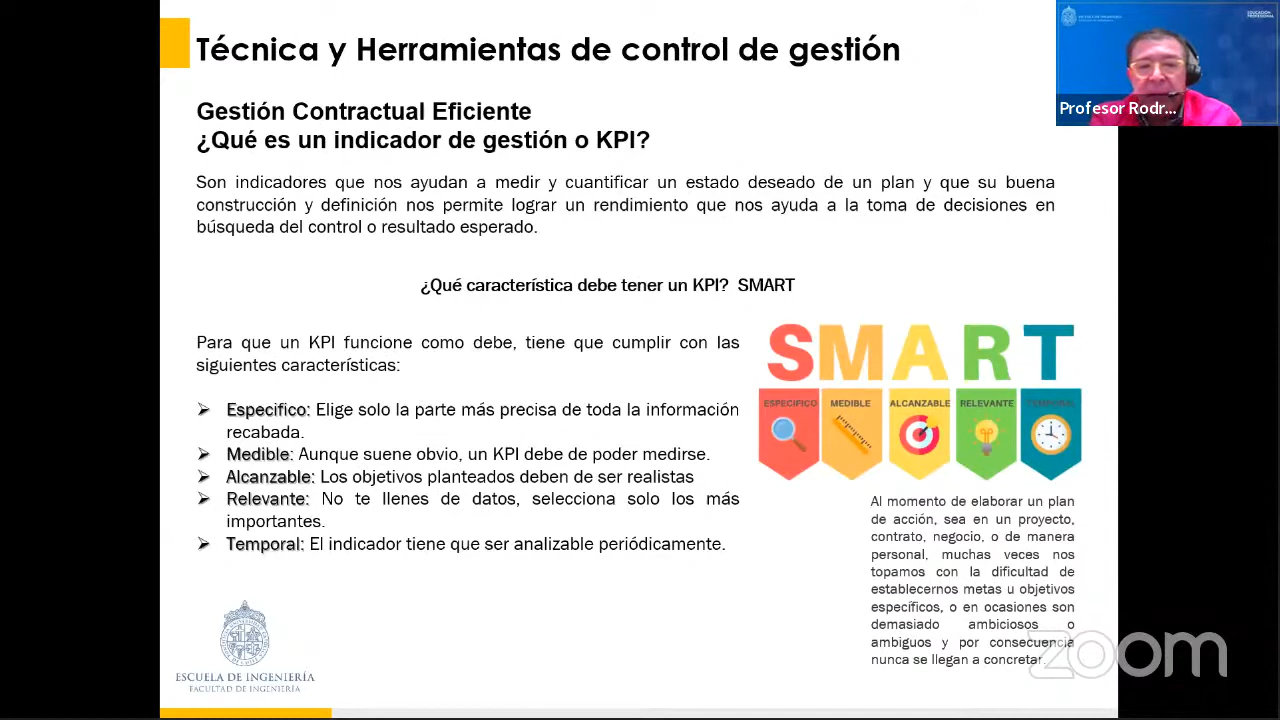 Técnica y Herramientas de control de gestión
Gestión Contractual Eficiente
¿Qué es un indicador de gestión o KPI?
Son indicadores que nos ayudan a medir y cuantificar un estado deseado de un plan y que su buena
construcción y definición nos permite lograr un rendimiento que nos ayuda a la toma de decisiones en
búsqueda del control o resultado esperado.
¿Qué característica debe tener un KPI? SMART
Para que un KPI funcione como debe, tiene que cumplir con las
siguientes características:
➢ Especifico: Elige solo la parte más precisa de toda la información
recabada.
➢ Medible: Aunque suene obvio, un KPI debe de poder medirse.
➢ Alcanzable: Los objetivos planteados deben de ser realistas
➢ Relevante: No te llenes de datos, selecciona solo los más
importantes.
➢ Temporal: El indicador tiene que ser analizable periódicamente.
SMART
ESPECIFICO MEDIBLE ALCANZABLE RELEVANTE TEMPORAL
Al momento de elaborar un plan
de acción, sea en un proyecto,
contrato, negocio, o de manera
personal, muchas veces nos
topamos con la dificultad de
establecernos metas u objetivos
específicos, o en ocasiones son
demasiado ambiciosos o
ambiguos y por consecuencia
nunca se llegan a concretar.
ESCUELA DE INGENIERÍA
FACULTAD DE INGENIERÍA
Profesor Rodr...
EDUCACIÓN
PROFESIONAL
zoom